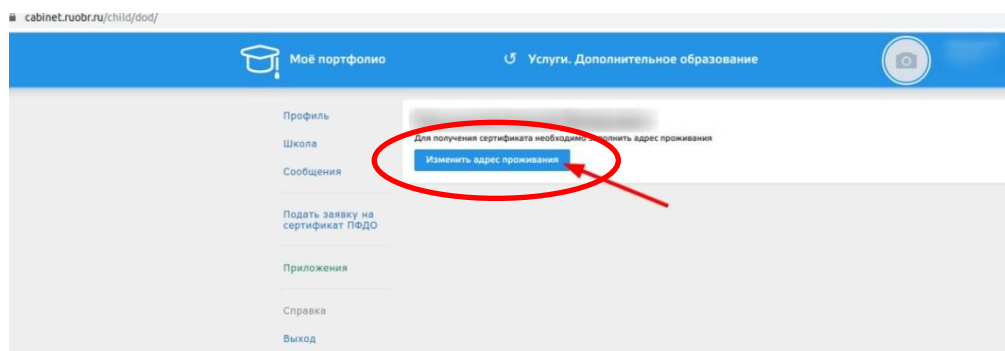 cabinet.ruobr.ru/child/dod/
Моё портфолио
Услуги. Дополнительное образование
Профиль
Школа
Сообщения
Подать заявку на
сертификат ПФДО
Приложения
Справка
Выход
Для получения сертификата необходимо заполнить адрес проживания
Изменить адрес проживания